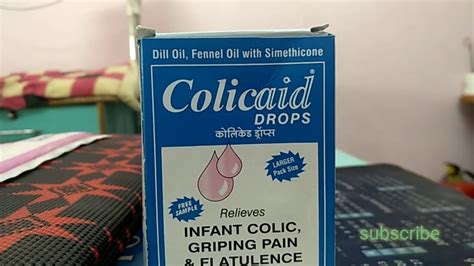 Dill Oil, Fennel Oil with Simethicone
Colicaid
DROPS
कोलिकेड ड्रॉप्स
LARGER
Pack Size
FREE
SAMPLE
Relieves
INFANT COLIC,
GRIPING PAIN
& FLATULENCE
subscribe